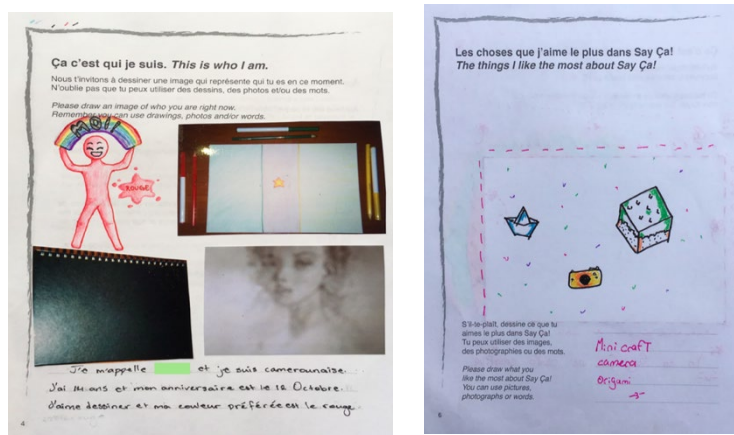 Ça c'est qui je suis. This is who I am.
Nous t'invitons à dessiner une image qui représente qui tu es en ce moment.
N'oublie pas que tu peux utiliser des dessins, des photos et/ou des mots.
Please draw an image of who you are right now.
Remember you can use drawings, photos and/or words.
MOI
ROUGE
Je m'appelle et je suis camerounaise.
J'ai 14 ans et mon anniversaire est le 12 Octobre.
J'aime dessiner et ma couleur préférée est le rouge.
4
Les choses que j'aime le plus dans Say Ça!
The things I like the most about Say Ça!
S'il-te-plaît, dessine ce que tu
aimes le plus dans Say Ça!
Tu peux utiliser des images,
des photographies ou des mots.
Please draw what you
like the most about Say Ça!
You can use pictures,
photographs or words.
Mini craft
camera
origami
6